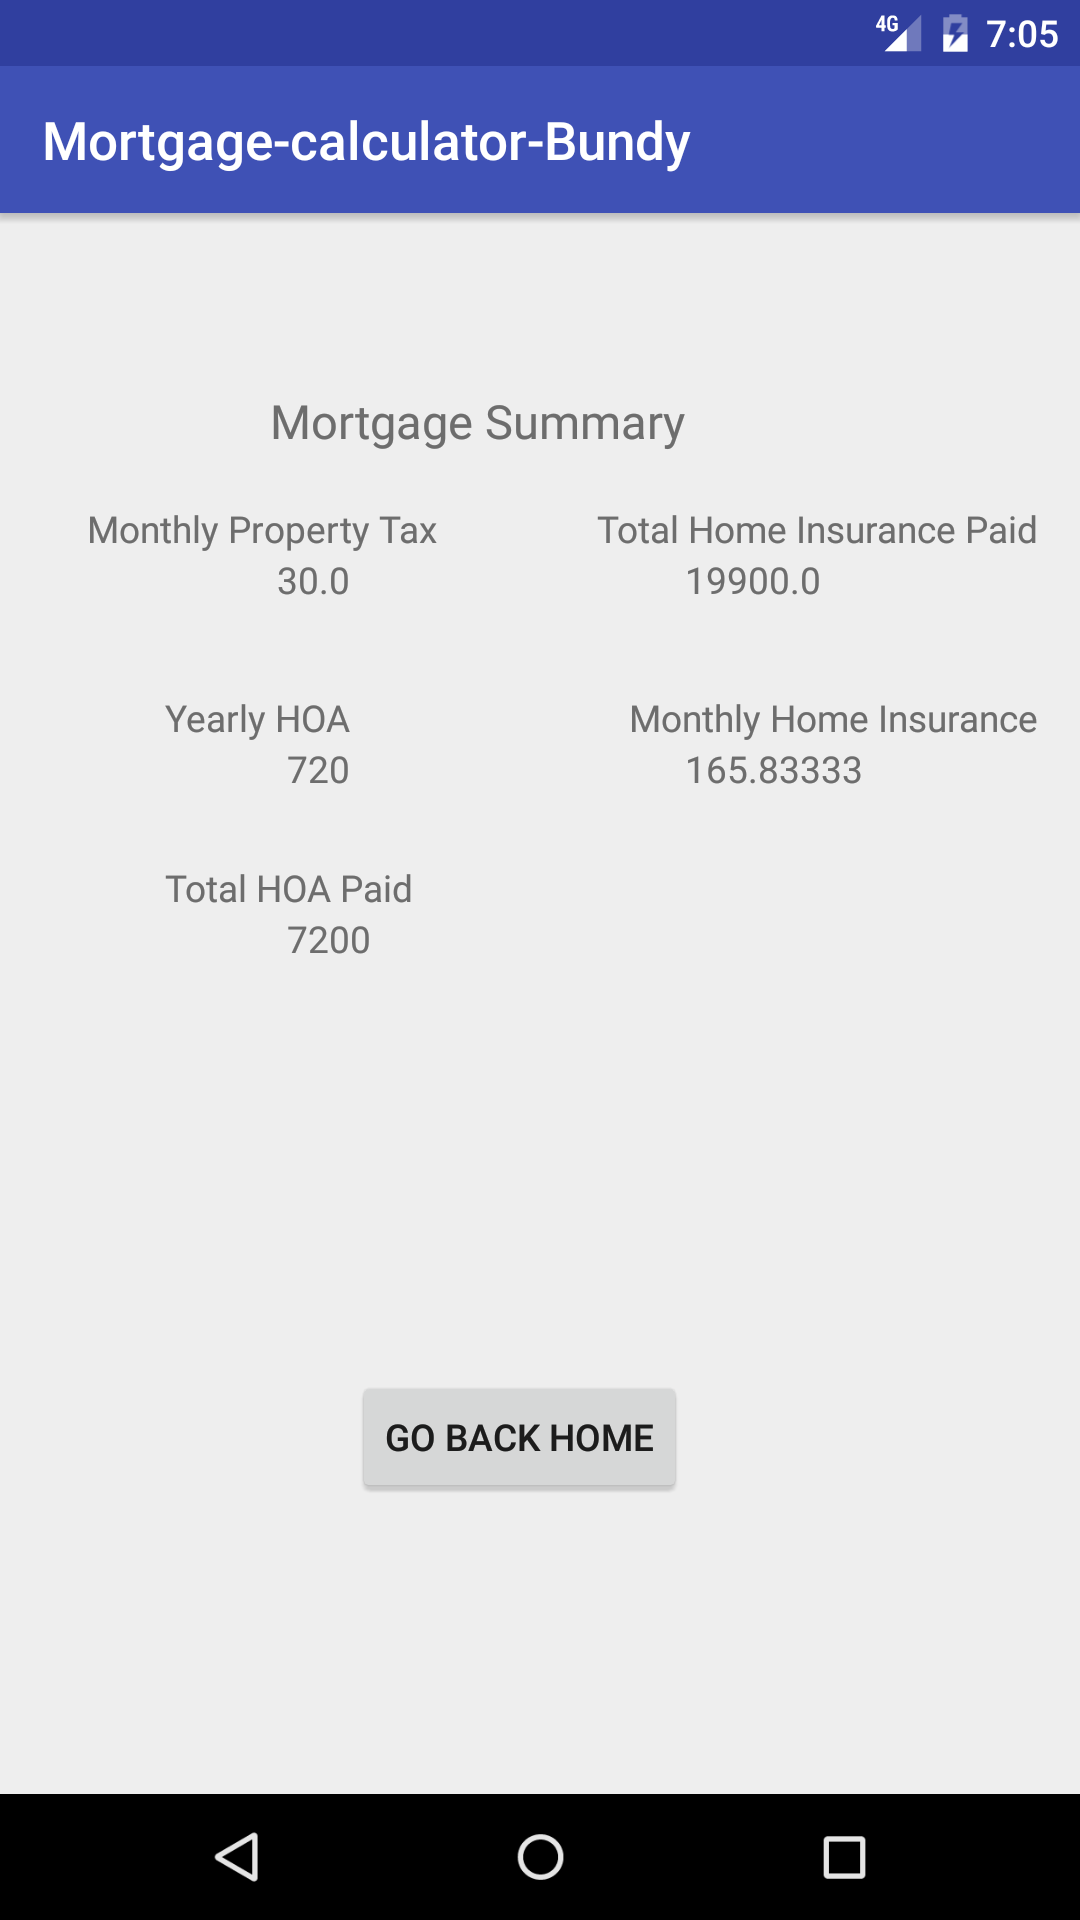 4G 7:05
Mortgage-calculator-Bundy
Mortgage Summary
Monthly Property Tax Total Home Insurance Paid
30.0 19900.0
Yearly HOA Monthly Home Insurance
720 165.83333
Total HOA Paid
7200
GO BACK HOME